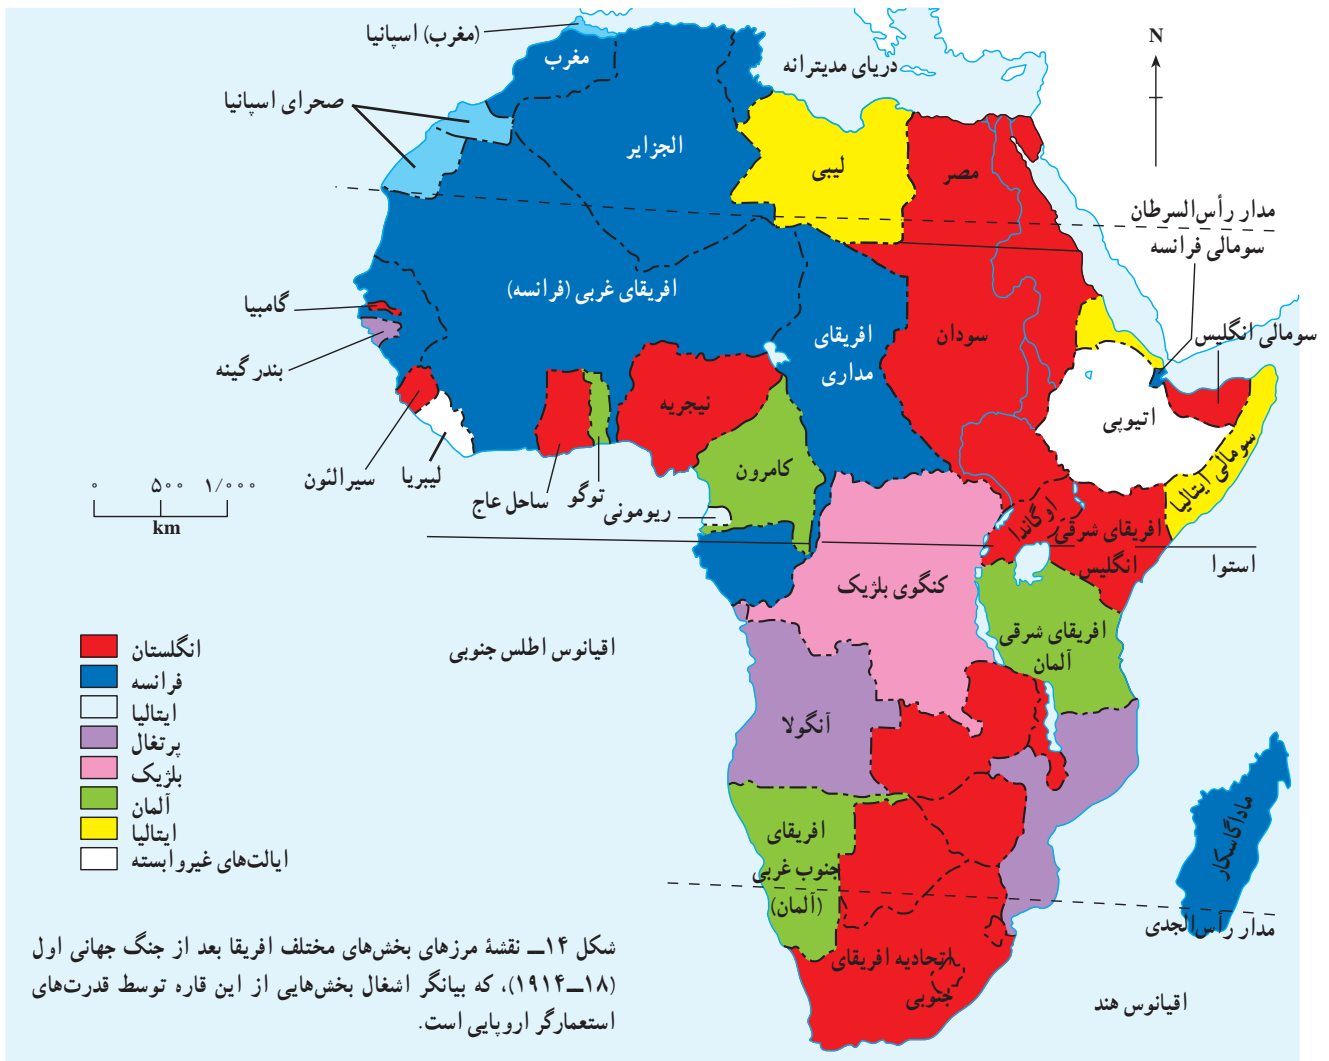 (مغرب) اسپانیا
مغرب
دریای مدیترانه
N
صحرای اسپانیا
الجزایر
لیبی
مصر
مدار رأس‌السرطان
سومالی فرانسه
افریقای غربی (فرانسه)
گامبیا
افریقای
مداری
سودان
سومالی انگلیس
بندر گینه
نیجریه
اتیوپی
سومالی ایتالیا
لیبریا
سیرالئون
ساحل عاج
توگو
کامرون
ریومونی
۰ ۵۰۰ ۱/۰۰۰
km
اوگاندا
افریقای شرقی
انگلیس
استوا
کنگوی بلژیک
افریقای شرقی
آلمان
اقیانوس اطلس جنوبی
انگلستان
فرانسه
ایتالیا
پرتغال
بلژیک
آلمان
ایتالیا
ایالت‌های غیروابسته
آنگولا
افریقای
جنوب غربی
(آلمان)
ماداگاسکار
مدار رأس‌الجدی
اتحادیه افریقای
جنوبی
اقیانوس هند
شکل ۱۴ــ نقشهٔ مرزهای بخش‌های مختلف افریقا بعد از جنگ جهانی اول
(۱۸ــ۱۹۱۴)، که بیانگر اشغال بخش‌هایی از این قاره توسط قدرت‌های
استعمارگر اروپایی است.